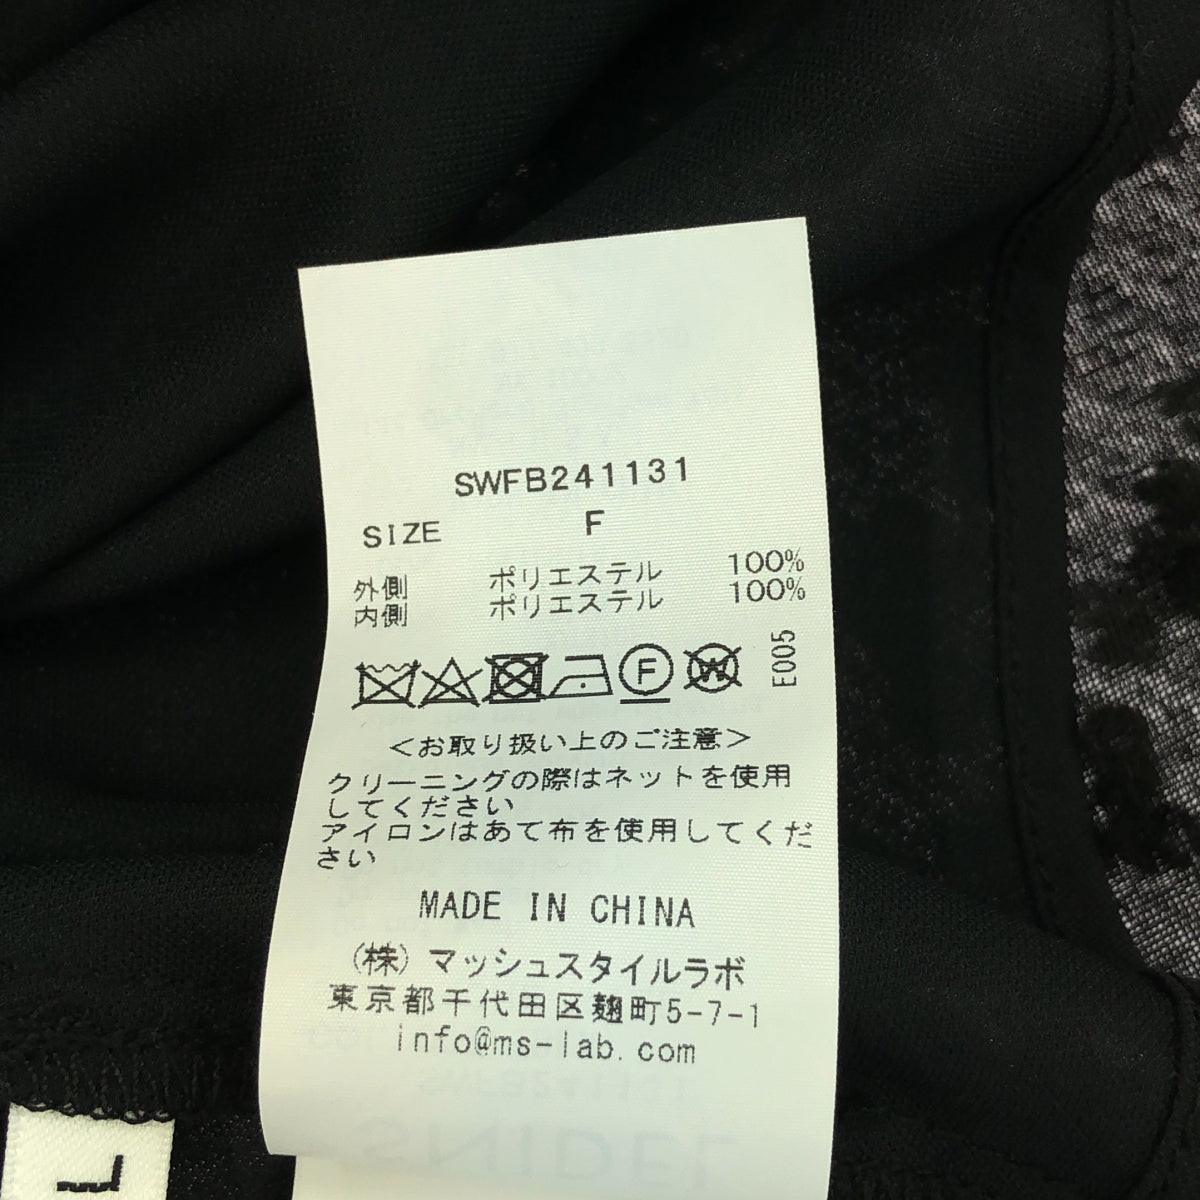 SWFB241131
SIZE F
外側 ポリエステル 100%
内側 ポリエステル 100%
F W E005
＜お取り扱い上のご注意＞
クリーニングの際はネットを使用
してください
アイロンはあて布を使用してくだ
さい
MADE IN CHINA
(株) マッシュスタイルラボ
東京都千代田区麹町5-7-1
info@ms-lab.com
L